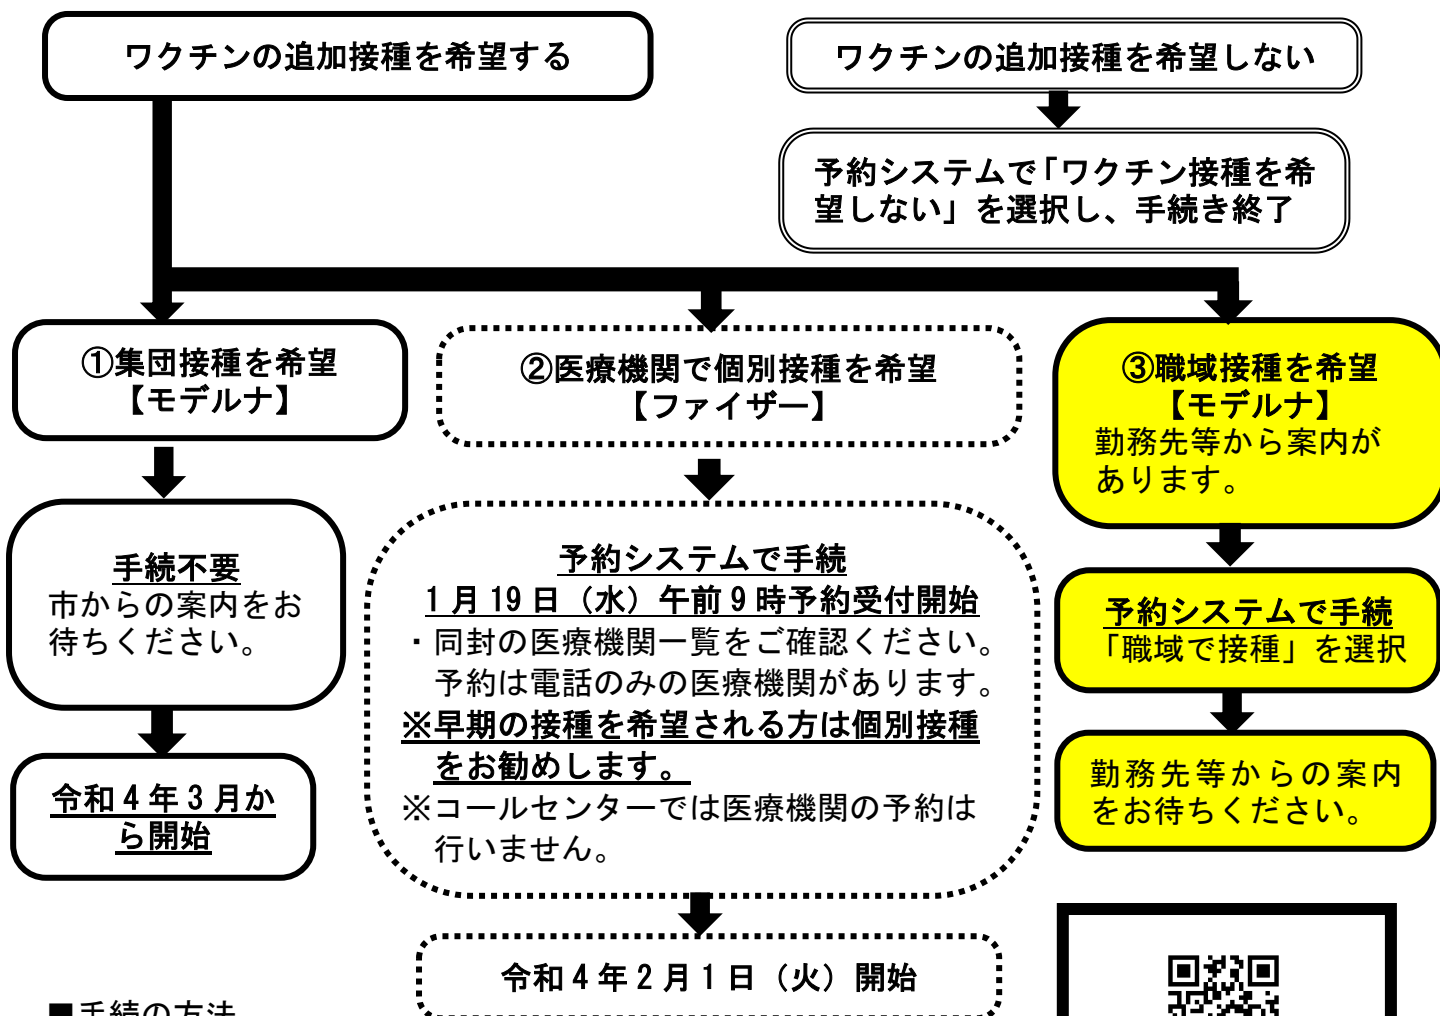 ワクチンの追加接種を希望する
ワクチンの追加接種を希望しない
予約システムで「ワクチン接種を希
望しない」を選択し、手続き終了
①集団接種を希望
【モデルナ】
手続不要
市からの案内をお
待ちください。
令和4年3月か
ら開始
②医療機関で個別接種を希望
【ファイザー】
予約システムで手続
1月19日（水）午前9時予約受付開始
・同封の医療機関一覧をご確認ください。
予約は電話のみの医療機関があります。
※早期の接種を希望される方は個別接種
をお勧めします。
※コールセンターでは医療機関の予約は
行いません。
令和4年2月1日（火）開始
③職域接種を希望
【モデルナ】
勤務先等から案内が
あります。
予約システムで手続
「職域で接種」を選択
勤務先等からの案内
をお待ちください。
■手続の方法